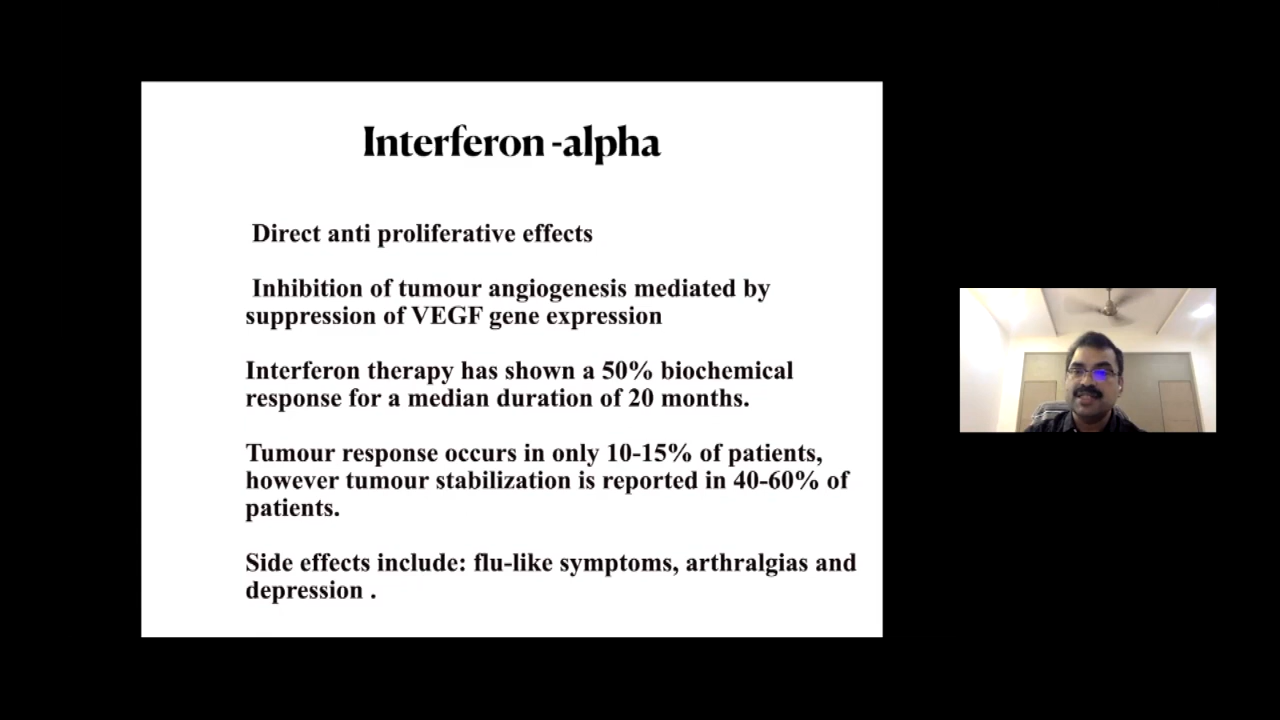 Interferon -alpha
Direct anti proliferative effects
Inhibition of tumour angiogenesis mediated by
suppression of VEGF gene expression
Interferon therapy has shown a 50% biochemical
response for a median duration of 20 months.
Tumour response occurs in only 10-15% of patients,
however tumour stabilization is reported in 40-60% of
patients.
Side effects include: flu-like symptoms, arthralgias and
depression .